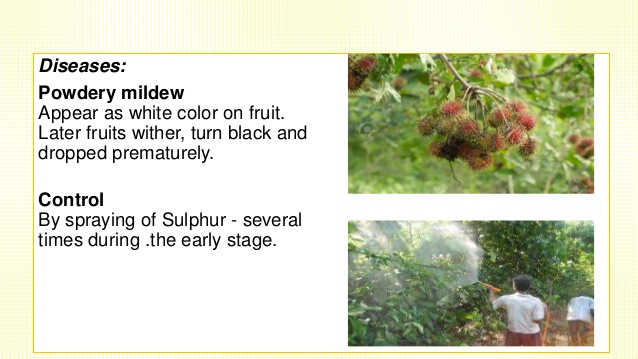 Diseases:
Powdery mildew
Appear as white color on fruit.
Later fruits wither, turn black and
dropped prematurely.
Control
By spraying of Sulphur - several
times during .the early stage.